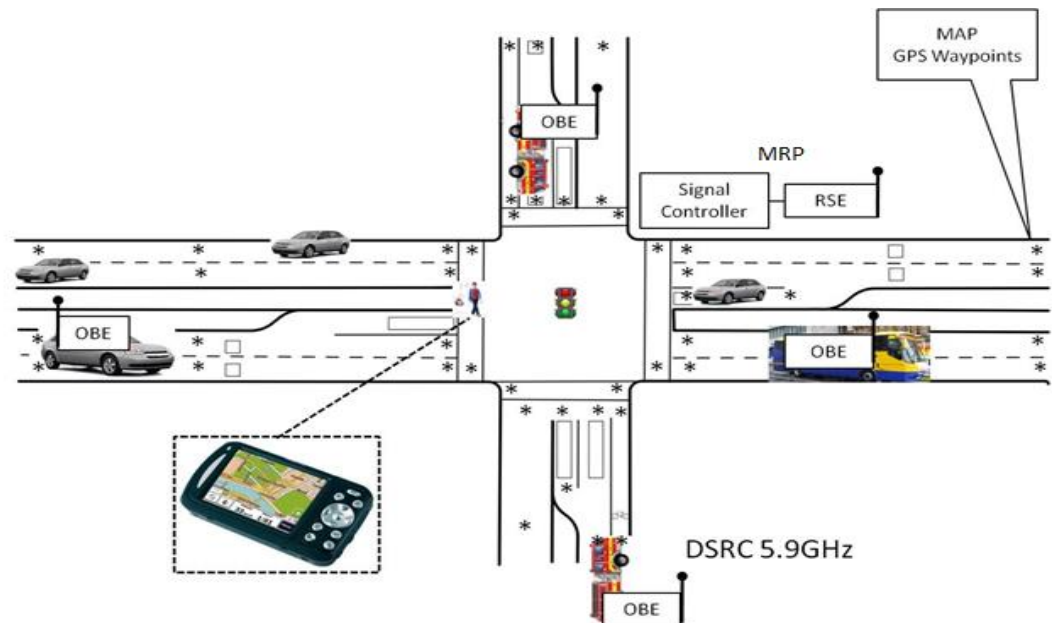 MAP
GPS Waypoints
OBE
MRP
Signal
Controller
RSE
OBE
OBE
DSRC 5.9GHz
OBE